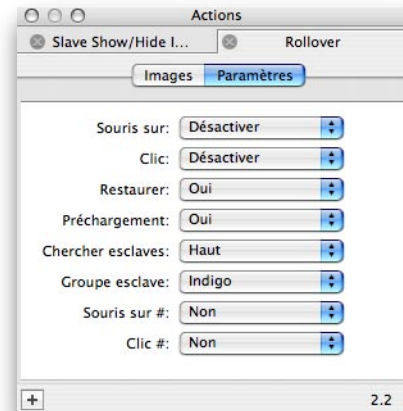 Actions
Slave Show/Hide I... Rollover
Images Paramètres
Souris sur: Désactiver
Clic: Désactiver
Restaurer: Oui
Préchargement: Oui
Chercher esclaves: Haut
Groupe esclave: Indigo
Souris sur #: Non
Clic #: Non
2.2